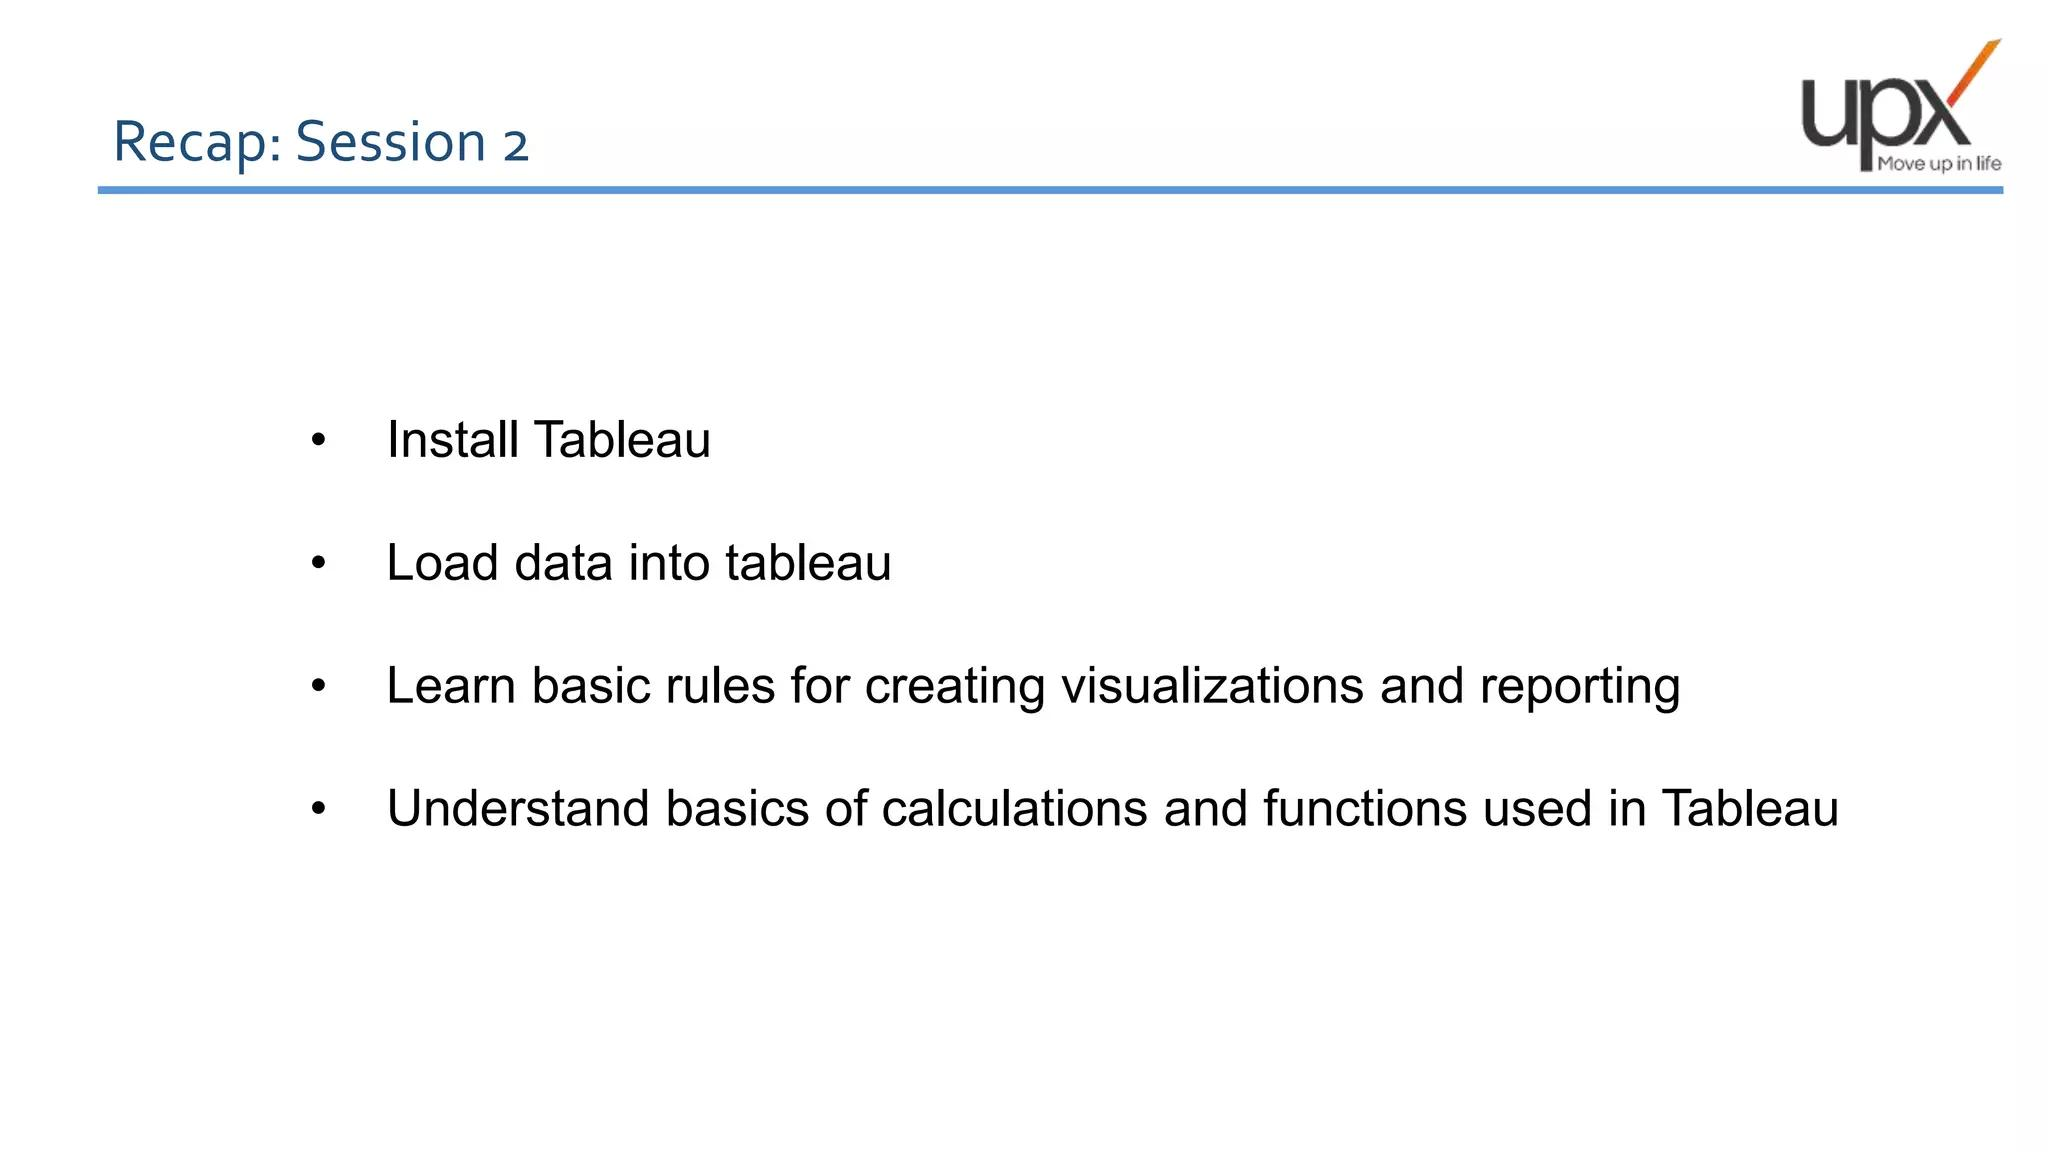 Recap: Session 2
upx
Move up in life
• Install Tableau
• Load data into tableau
• Learn basic rules for creating visualizations and reporting
• Understand basics of calculations and functions used in Tableau